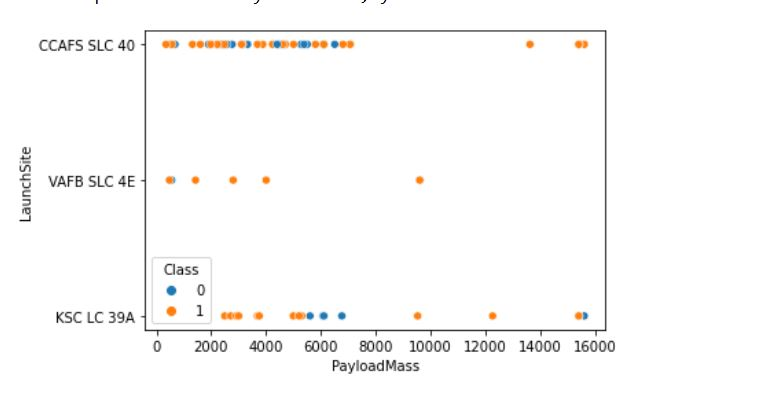 CCAFS SLC 40
VAFB SLC 4E
KSC LC 39A
LaunchSite
Class
0
1
0 2000 4000 6000 8000 10000 12000 14000 16000
PayloadMass